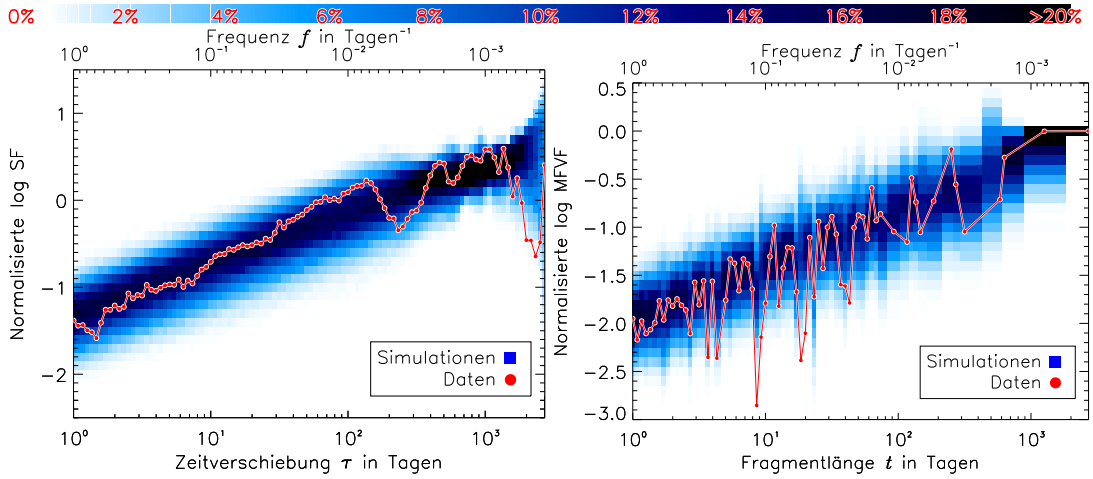 0% 2% 4% 6% 8% 10% 12% 14% 16% 18% >20%
Frequenz f in Tagen⁻¹
10⁰ 10⁻¹ 10⁻² 10⁻³
Normalisierte log SF
1
0
−1
−2
Simulationen
Daten
10⁰ 10¹ 10² 10³
Zeitverschiebung τ in Tagen
Frequenz f in Tagen⁻¹
10⁰ 10⁻¹ 10⁻² 10⁻³
Normalisierte log MFVF
0.5
0.0
−0.5
−1.0
−1.5
−2.0
−2.5
−3.0
Simulationen
Daten
10⁰ 10¹ 10² 10³
Fragmentlänge t in Tagen